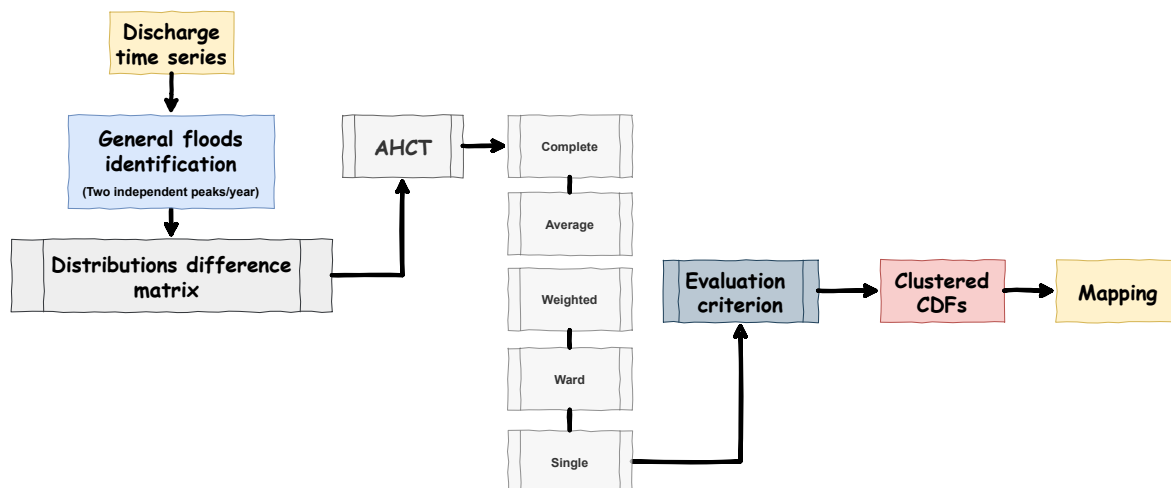 Discharge
time series
General floods
identification
(Two independent peaks/year)
Distributions difference
matrix
AHCT
Complete
Average
Weighted
Ward
Single
Evaluation
criterion
Clustered
CDFs
Mapping